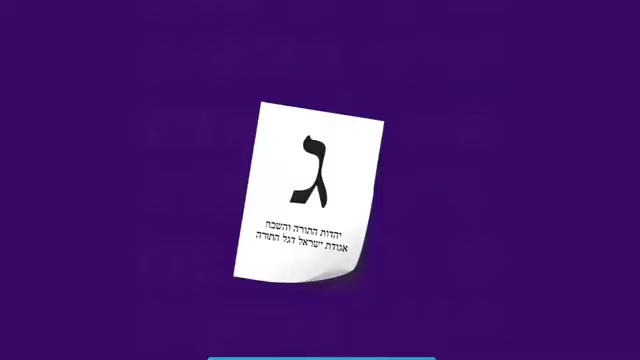 ג
יהדות התורה והשבת
אגודת ישראל דגל התורה